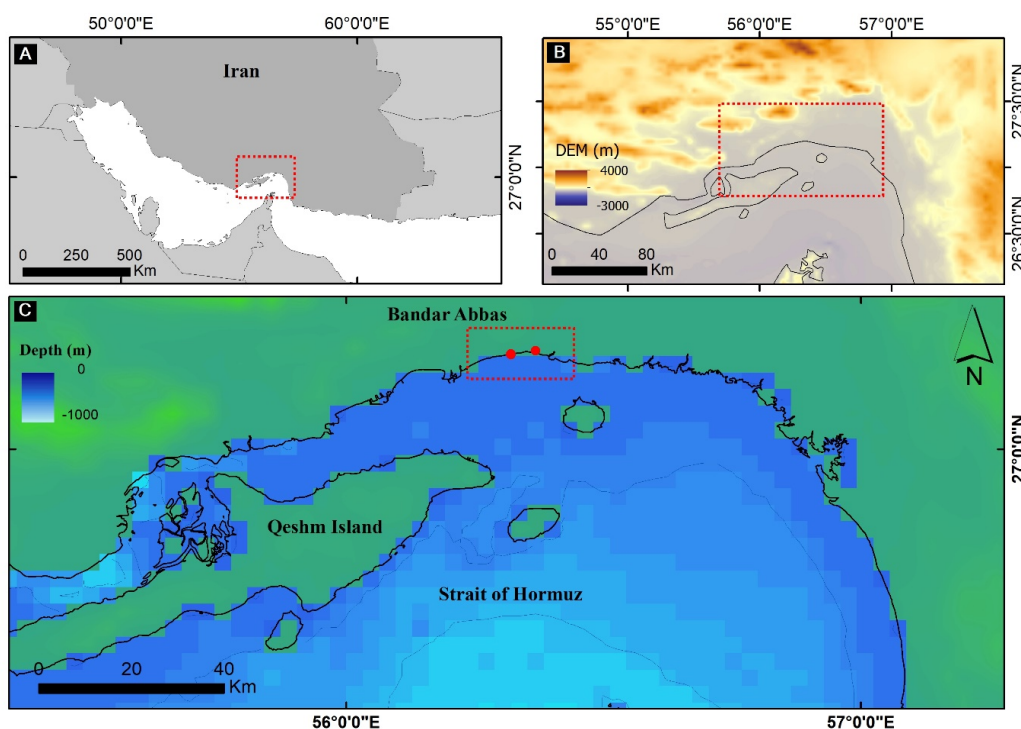 50°0'0"E 60°0'0"E
A
Iran
27°0'0"N
0 250 500
Km
55°0'0"E 56°0'0"E 57°0'0"E
B
27°30'0"N
26°30'0"N
DEM (m)
4000
-3000
0 40 80
Km
C
Bandar Abbas
Depth (m)
0
-1000
N
27°0'0"N
Qeshm Island
Strait of Hormuz
0 20 40
Km
56°0'0"E 57°0'0"E